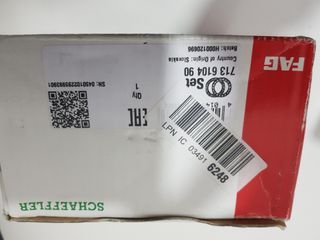 FAG
Country of Origin: Slovakia
Batch: H000120696
713 6104 90
Set
Qty
1
SN: 0450102295993501
EAC
LPN IC 03491 6248
SCHAEFFLER